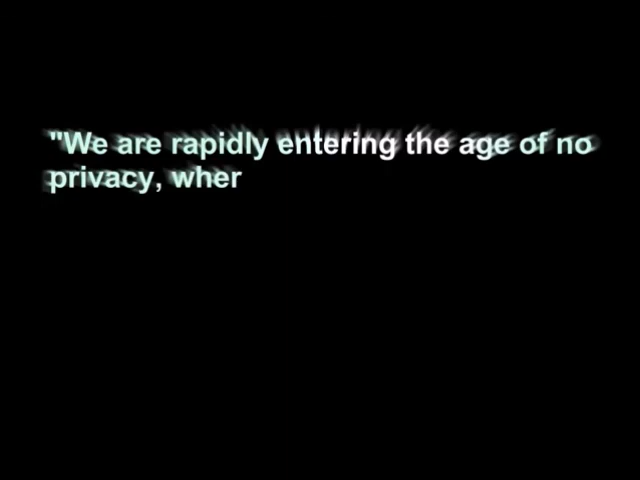 "We are rapidly entering the age of no
privacy, wher